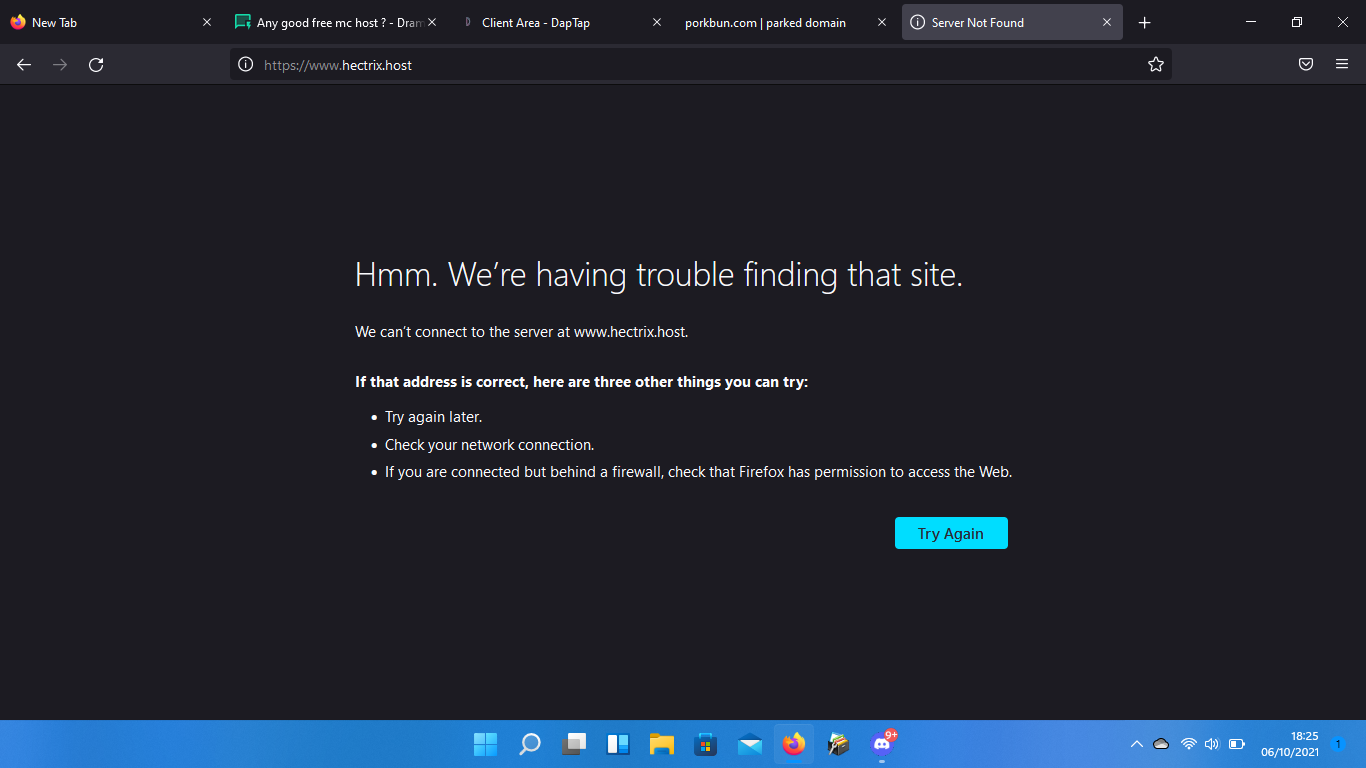 New Tab
Any good free mc host ? - Dram
Client Area - DapTap
porkbun.com | parked domain
Server Not Found
https://www.hectrix.host
Hmm. We’re having trouble finding that site.
We can’t connect to the server at www.hectrix.host.
If that address is correct, here are three other things you can try:
• Try again later.
• Check your network connection.
• If you are connected but behind a firewall, check that Firefox has permission to access the Web.
Try Again
9+
18:25
06/10/2021
1